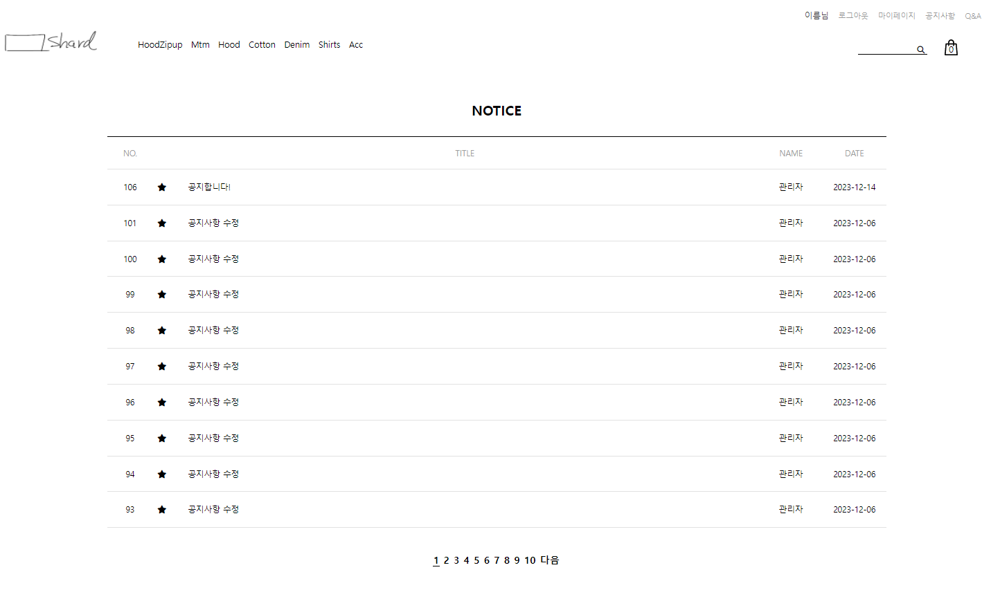 이름님 로그아웃 마이페이지 공지사항 Q&A
Shard HoodZipup Mtm Hood Cotton Denim Shirts Acc 0
NOTICE
NO. TITLE NAME DATE
106 공지합니다! 관리자 2023-12-14
101 공지사항 수정 관리자 2023-12-06
100 공지사항 수정 관리자 2023-12-06
99 공지사항 수정 관리자 2023-12-06
98 공지사항 수정 관리자 2023-12-06
97 공지사항 수정 관리자 2023-12-06
96 공지사항 수정 관리자 2023-12-06
95 공지사항 수정 관리자 2023-12-06
94 공지사항 수정 관리자 2023-12-06
93 공지사항 수정 관리자 2023-12-06
1 2 3 4 5 6 7 8 9 10 다음